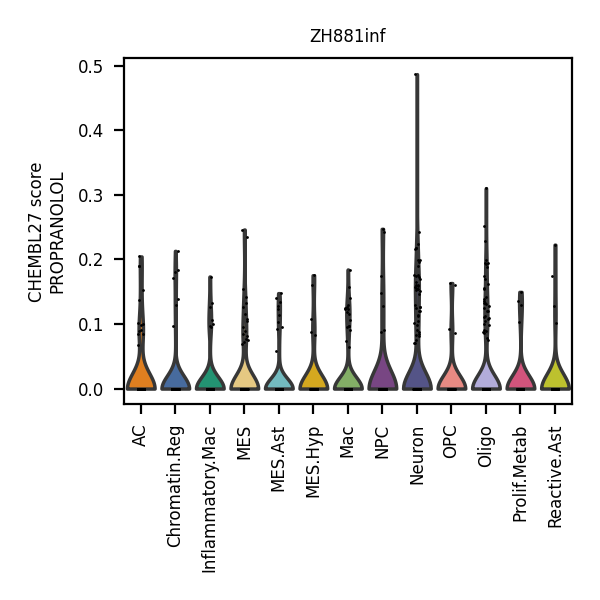 ZH881inf
CHEMBL27 score
PROPRANOLOL
0.5
0.4
0.3
0.2
0.1
0.0
AC
Chromatin.Reg
Inflammatory.Mac
MES
MES.Ast
MES.Hyp
Mac
NPC
Neuron
OPC
Oligo
Prolif.Metab
Reactive.Ast